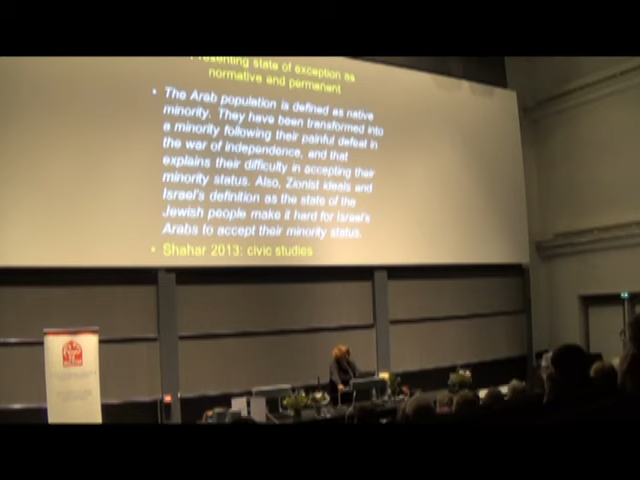 Presenting state of exception as
normative and permanent
• The Arab population is defined as native
minority. They have been transformed into
a minority following their painful defeat in
the war of independence, and that
explains their difficulty in accepting their
minority status. Also, Zionist ideals and
Israel's definition as the state of the
Jewish people make it hard for Israel's
Arabs to accept their minority status.
• Shahar 2013: civic studies